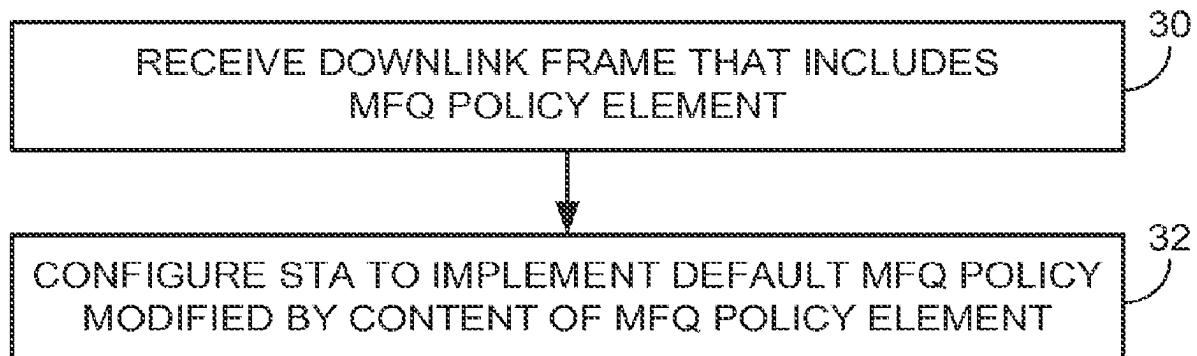 30
RECEIVE DOWNLINK FRAME THAT INCLUDES
MFQ POLICY ELEMENT
32
CONFIGURE STA TO IMPLEMENT DEFAULT MFQ POLICY
MODIFIED BY CONTENT OF MFQ POLICY ELEMENT